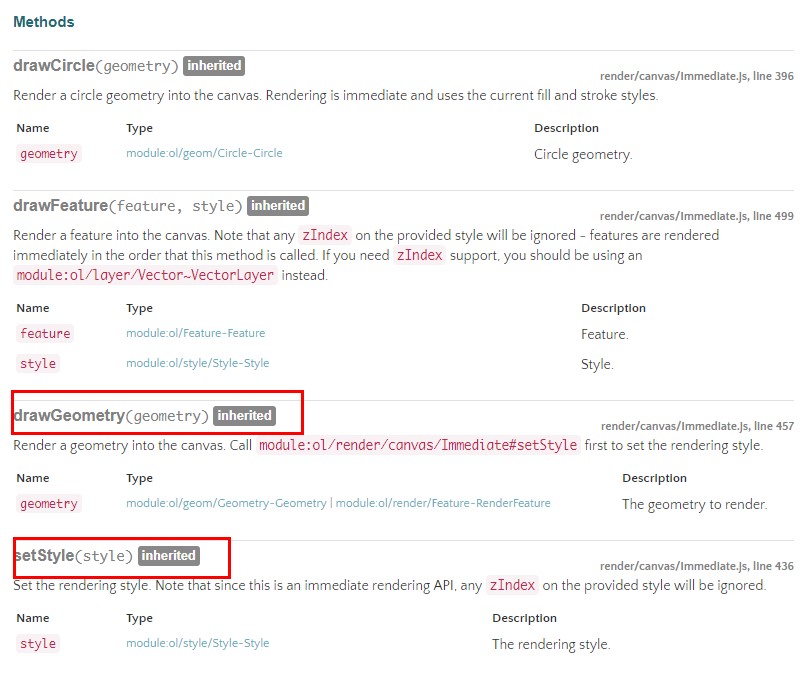 Methods
drawCircle(geometry) inherited
render/canvas/Immediate.js, line 396
Render a circle geometry into the canvas. Rendering is immediate and uses the current fill and stroke styles.
Name Type Description
geometry module:ol/geom/Circle-Circle Circle geometry.
drawFeature(feature, style) inherited
render/canvas/Immediate.js, line 499
Render a feature into the canvas. Note that any zIndex on the provided style will be ignored - features are rendered
immediately in the order that this method is called. If you need zIndex support, you should be using an
module:ol/layer/Vector~VectorLayer instead.
Name Type Description
feature module:ol/Feature-Feature Feature.
style module:ol/style/Style-Style Style.
drawGeometry(geometry) inherited
render/canvas/Immediate.js, line 457
Render a geometry into the canvas. Call module:ol/render/canvas/Immediate#setStyle first to set the rendering style.
Name Type Description
geometry module:ol/geom/Geometry-Geometry | module:ol/render/Feature-RenderFeature The geometry to render.
setStyle(style) inherited
render/canvas/Immediate.js, line 436
Set the rendering style. Note that since this is an immediate rendering API, any zIndex on the provided style will be ignored.
Name Type Description
style module:ol/style/Style-Style The rendering style.